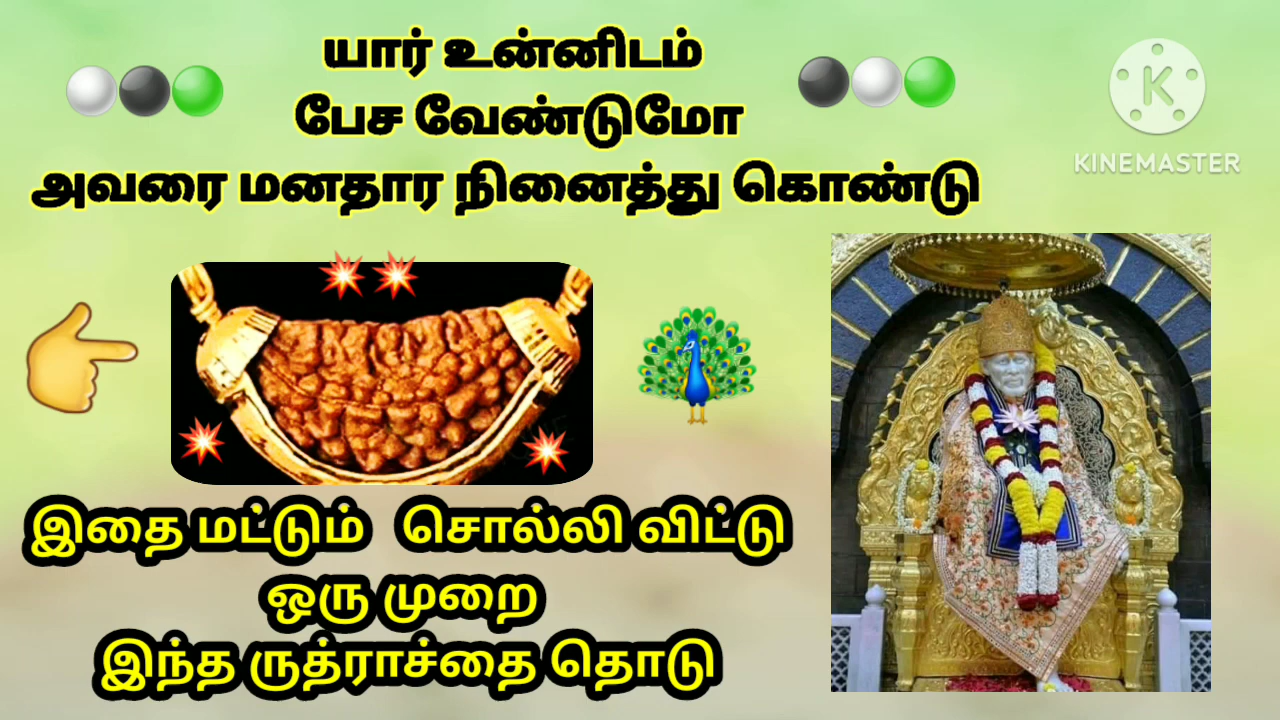 யார் உன்னிடம்
பேச வேண்டுமோ
அவரை மனதார நினைத்து கொண்டு
KINEMASTER
இதை மட்டும் சொல்லி விட்டு
ஒரு முறை
இந்த ருத்ராச்தை தொடு